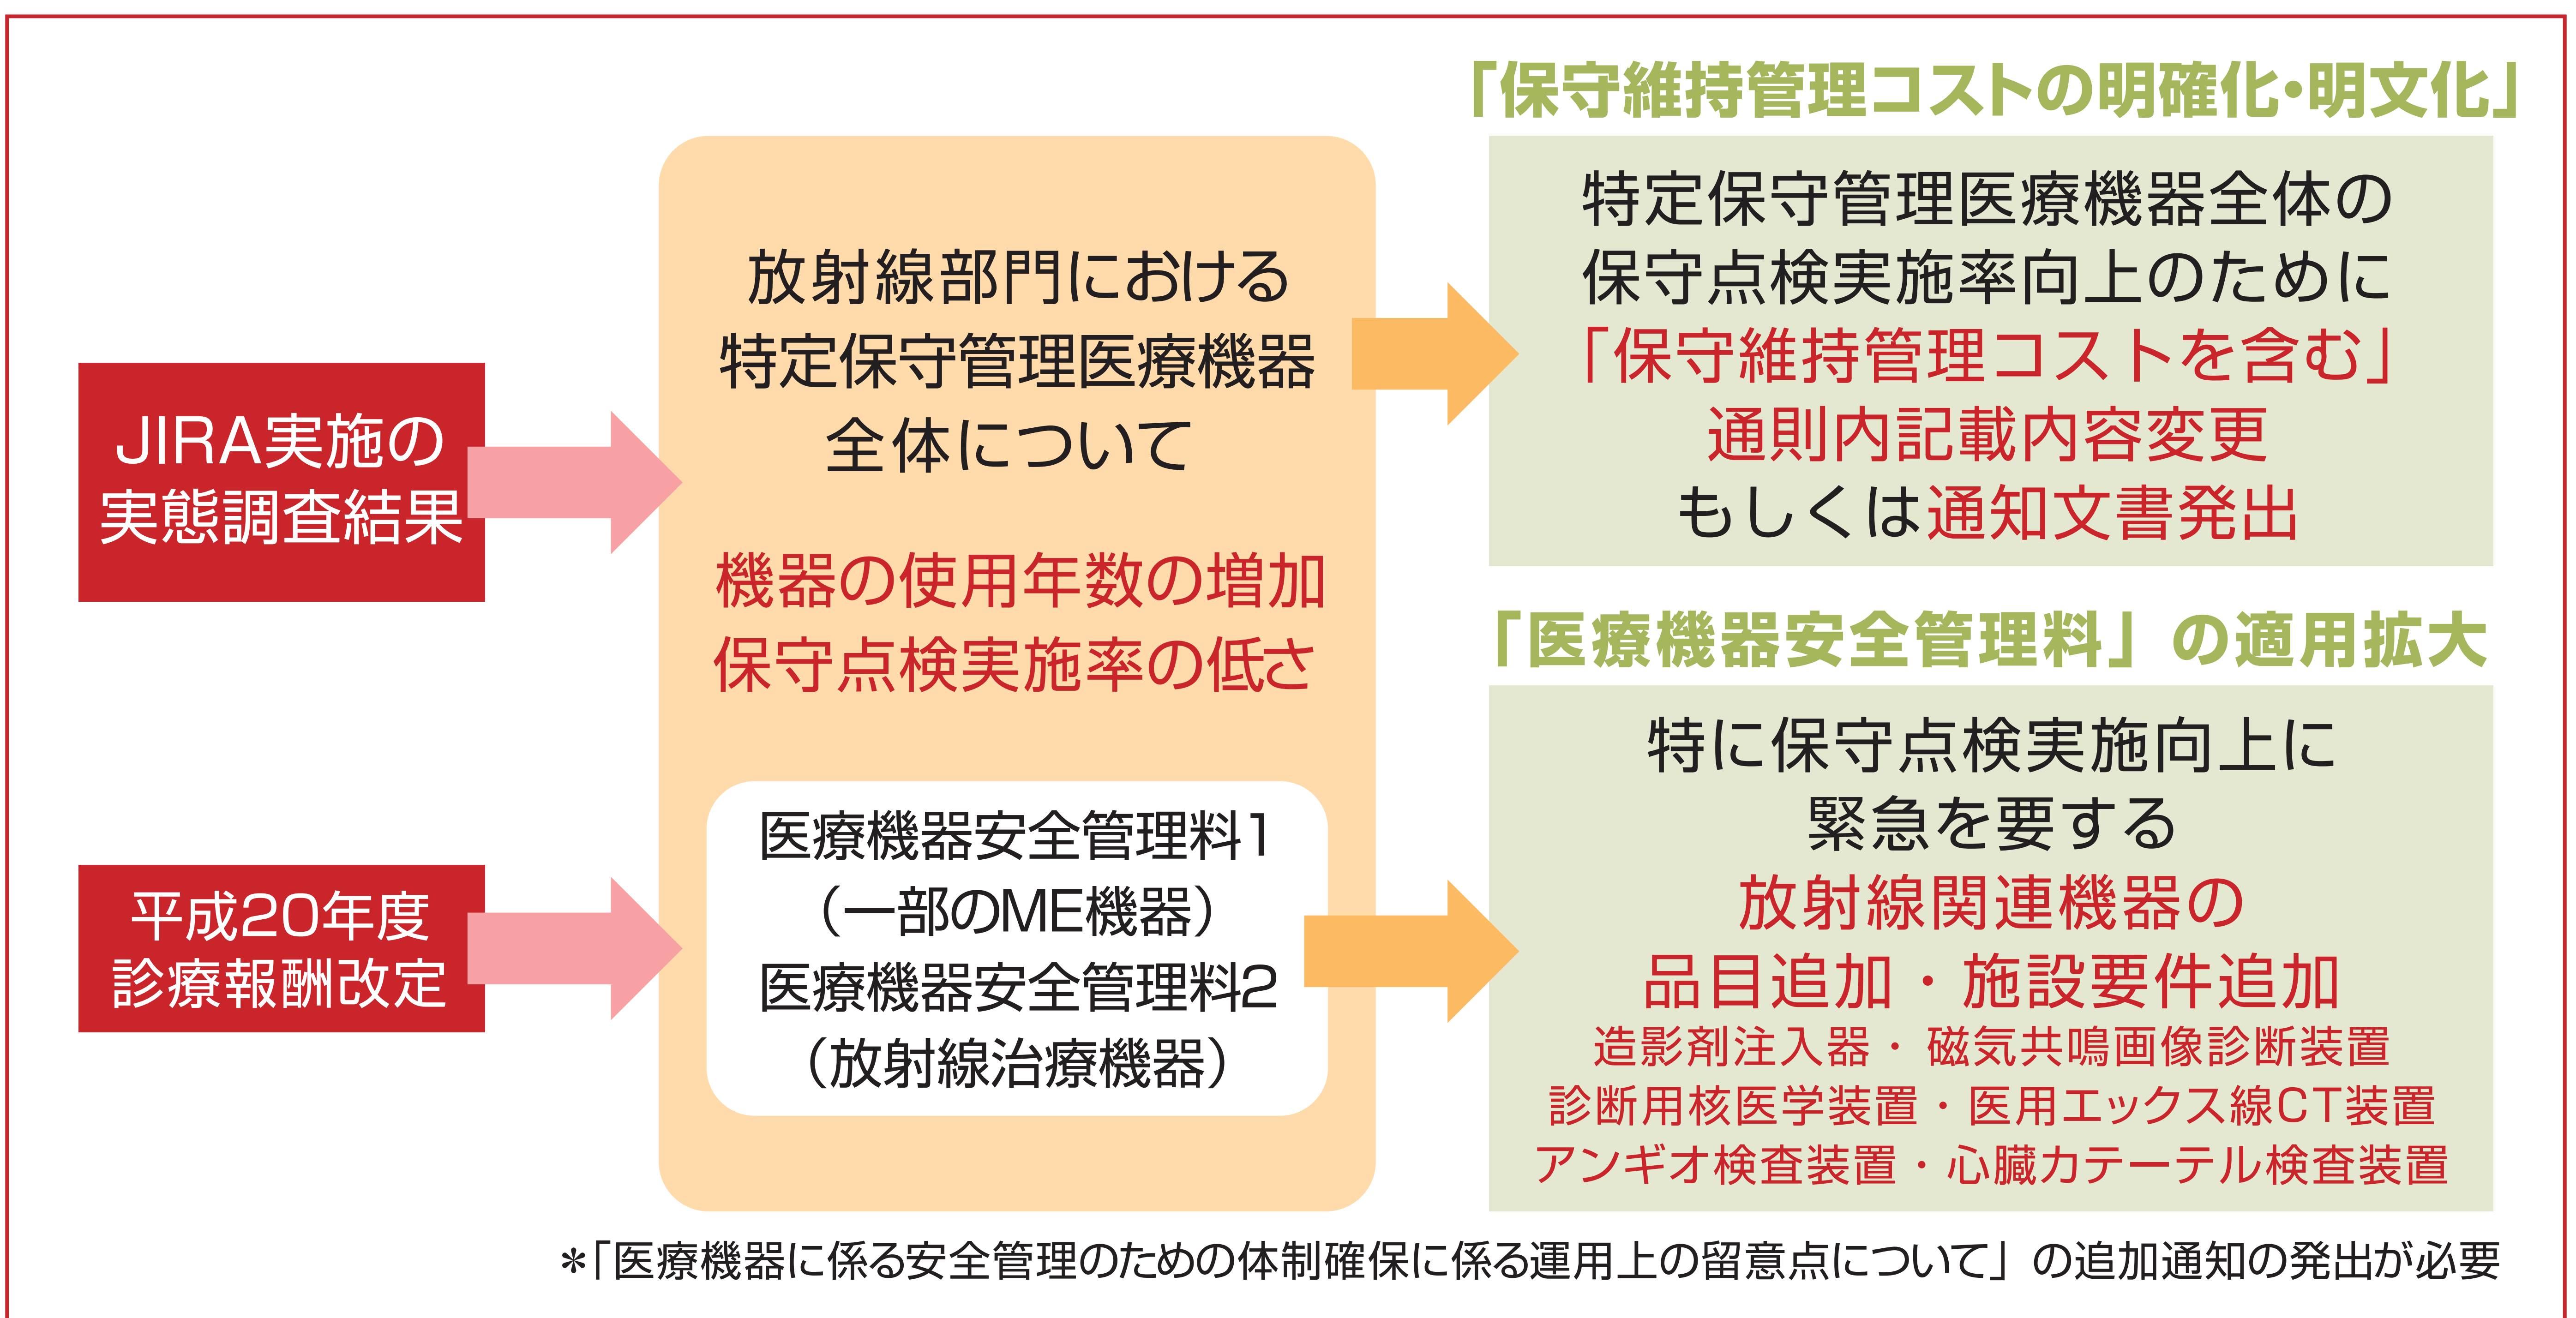 JIRA実施の
実態調査結果
平成20年度
診療報酬改定
放射線部門における
特定保守管理医療機器
全体について
機器の使用年数の増加
保守点検実施率の低さ
医療機器安全管理料1
（一部のME機器）
医療機器安全管理料2
（放射線治療機器）
「保守維持管理コストの明確化・明文化」
特定保守管理医療機器全体の
保守点検実施率向上のために
「保守維持管理コストを含む」
通則内記載内容変更
もしくは通知文書発出
「医療機器安全管理料」の適用拡大
特に保守点検実施向上に
緊急を要する
放射線関連機器の
品目追加・施設要件追加
造影剤注入器・磁気共鳴画像診断装置
診断用核医学装置・医用エックス線CT装置
アンギオ検査装置・心臓カテーテル検査装置
＊「医療機器に係る安全管理のための体制確保に係る運用上の留意点について」の追加通知の発出が必要